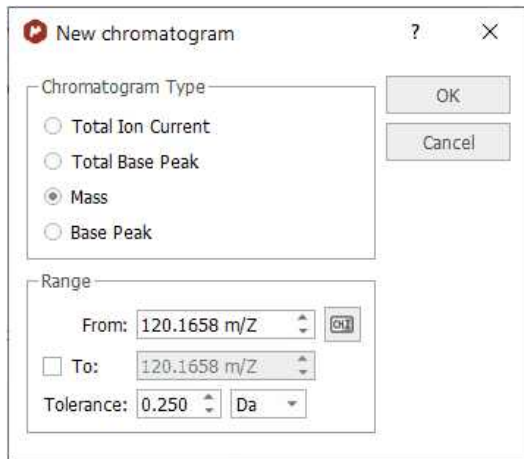 New chromatogram
?
Chromatogram Type
Total Ion Current
Total Base Peak
Mass
Base Peak
OK
Cancel
Range
From: 120.1658 m/Z
CHI
To: 120.1658 m/Z
Tolerance: 0.250 Da